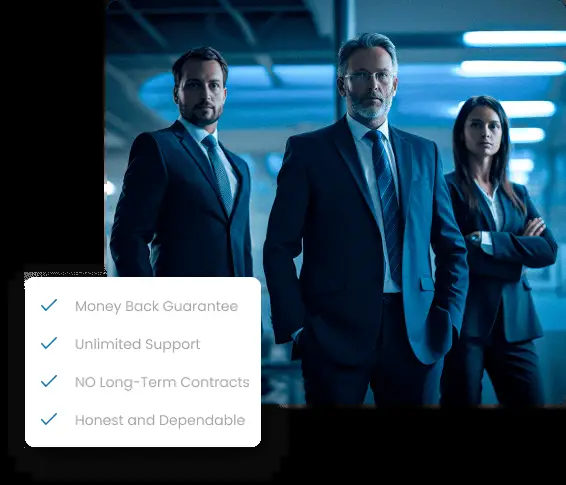 Money Back Guarantee
Unlimited Support
NO Long-Term Contracts
Honest and Dependable